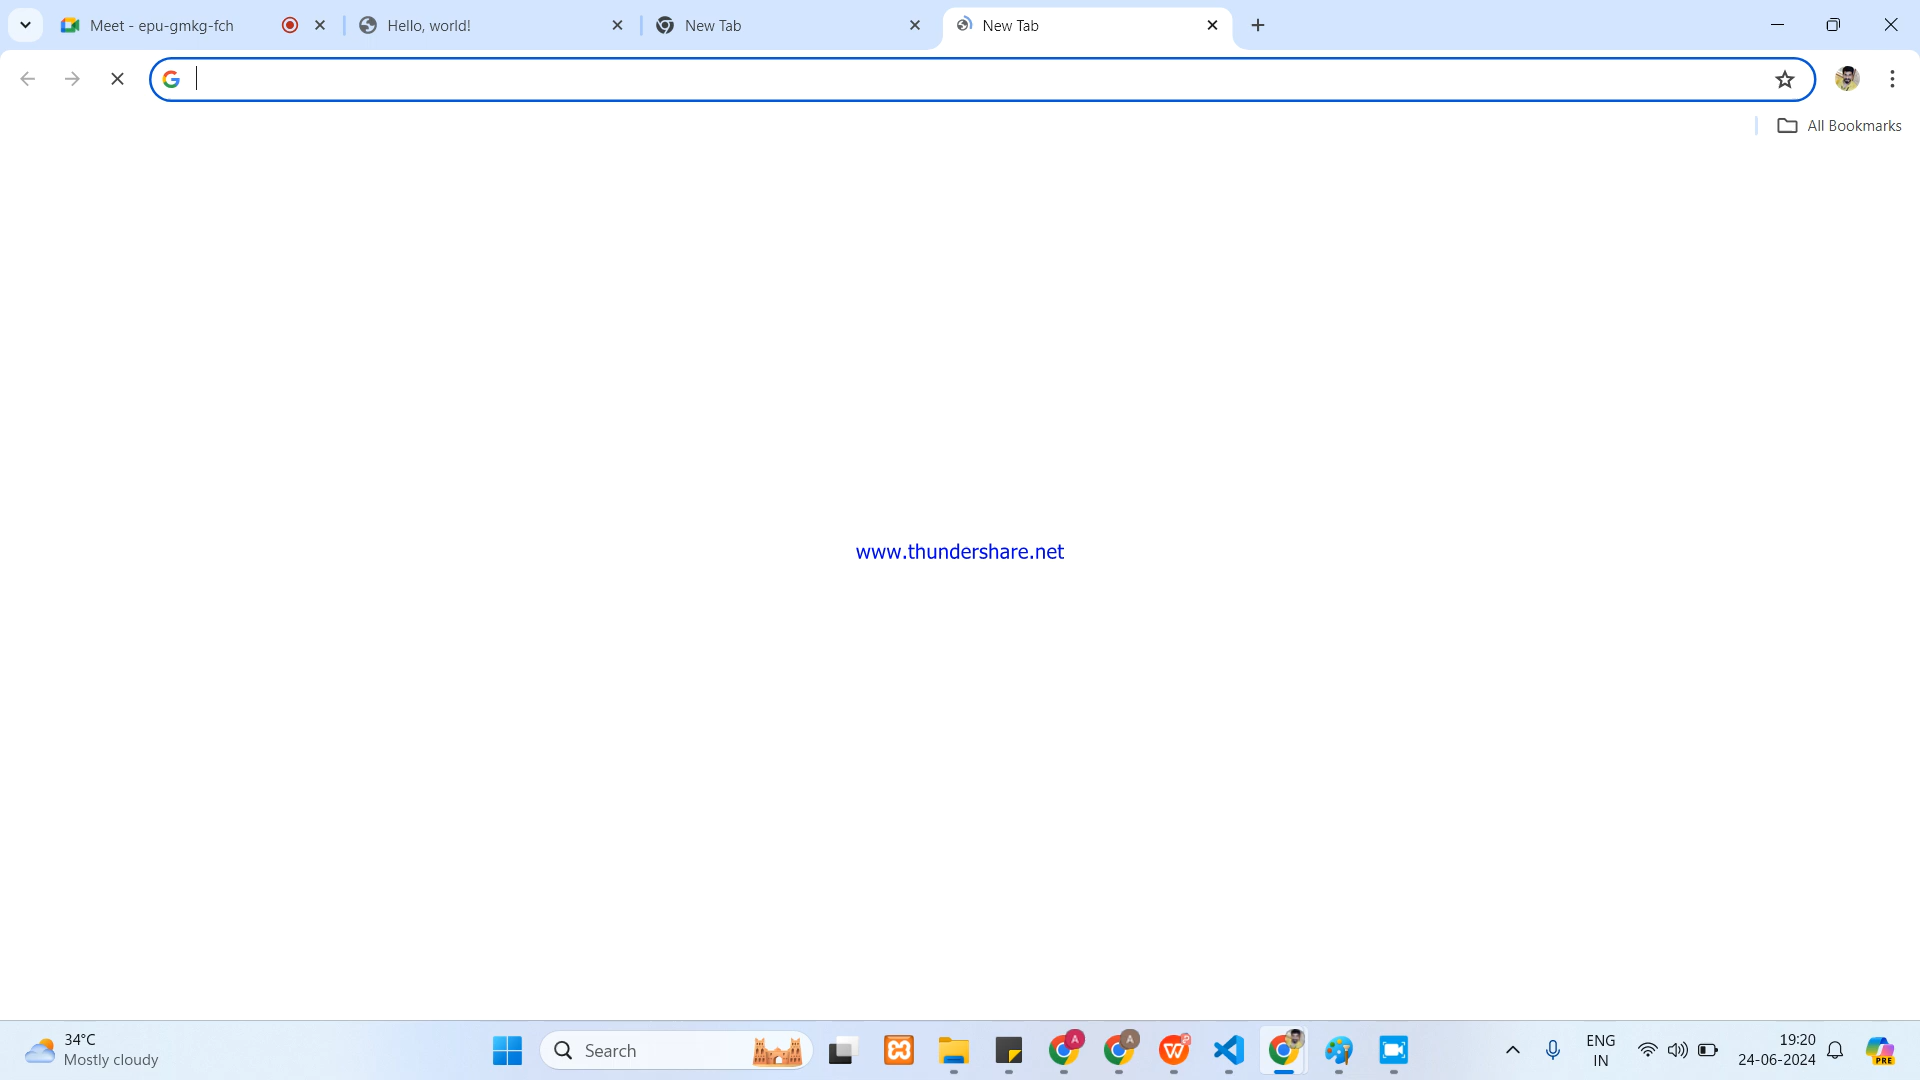 Meet - epu-gmkg-fch
Hello, world!
New Tab
New Tab
All Bookmarks
www.thundershare.net
34°C
Mostly cloudy
Search
A
A
ENG
IN
19:20
24-06-2024
PRE